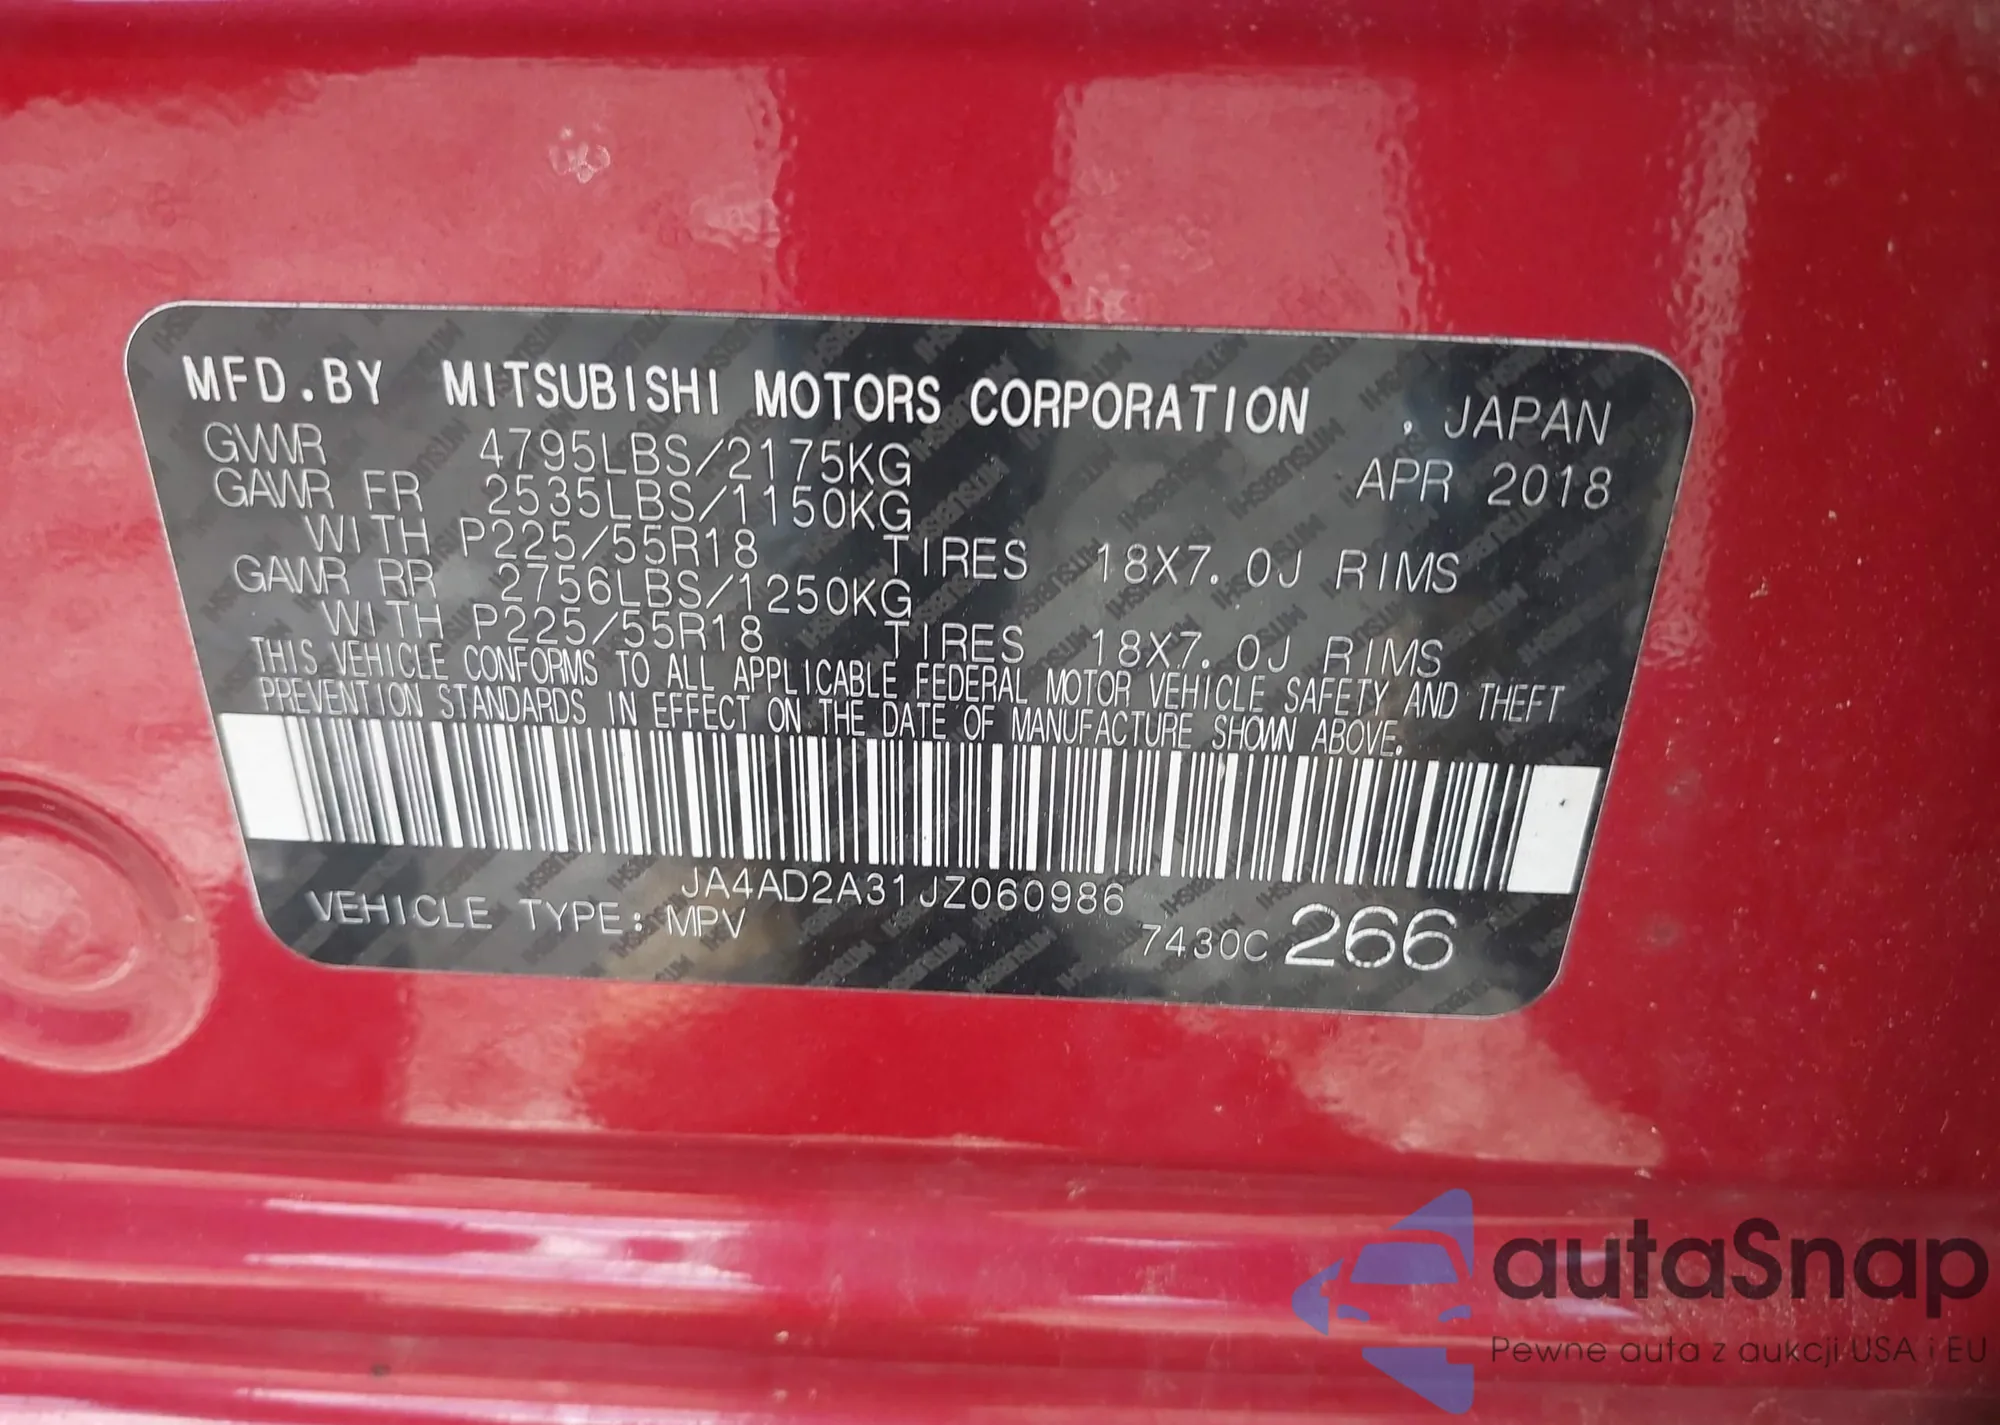 MFD.BY MITSUBISHI MOTORS CORPORATION , JAPAN
GVWR 4795LBS/2175KG APR 2018
GAWR FR 2535LBS/1150KG
WITH P225/55R18 TIRES 18X7.0J RIMS
GAWR RR 2756LBS/1250KG
WITH P225/55R18 TIRES 18X7.0J RIMS
THIS VEHICLE CONFORMS TO ALL APPLICABLE FEDERAL MOTOR VEHICLE SAFETY AND THEFT
PREVENTION STANDARDS IN EFFECT ON THE DATE OF MANUFACTURE SHOWN ABOVE.
JA4AD2A31JZ060986
VEHICLE TYPE: MPV 7430C 266
autaSnap
Pewne auta z aukcji USA i EU